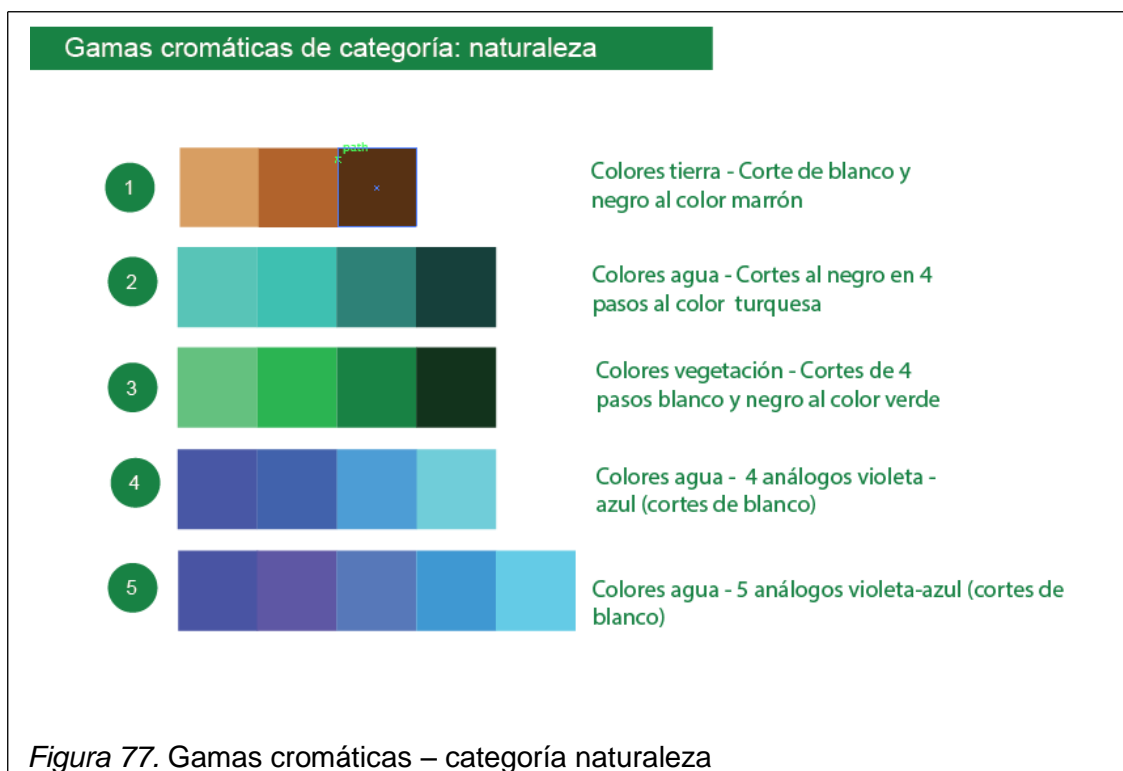 Gamas cromáticas de categoría: naturaleza
path
1
Colores tierra - Corte de blanco y
negro al color marrón
2
Colores agua - Cortes al negro en 4
pasos al color turquesa
3
Colores vegetación - Cortes de 4
pasos blanco y negro al color verde
4
Colores agua - 4 análogos violeta -
azul (cortes de blanco)
5
Colores agua - 5 análogos violeta-azul (cortes de
blanco)
Figura 77. Gamas cromáticas – categoría naturaleza